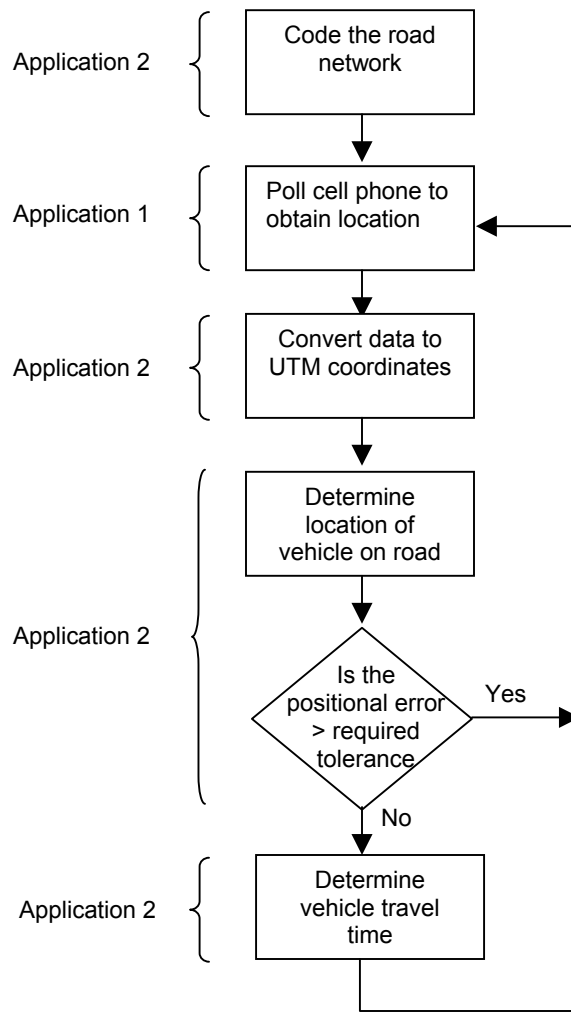 Application 2
Code the road
network
Application 1
Poll cell phone to
obtain location
Application 2
Convert data to
UTM coordinates
Determine
location of
vehicle on road
Application 2
Is the
positional error
> required
tolerance
Yes
No
Application 2
Determine
vehicle travel
time